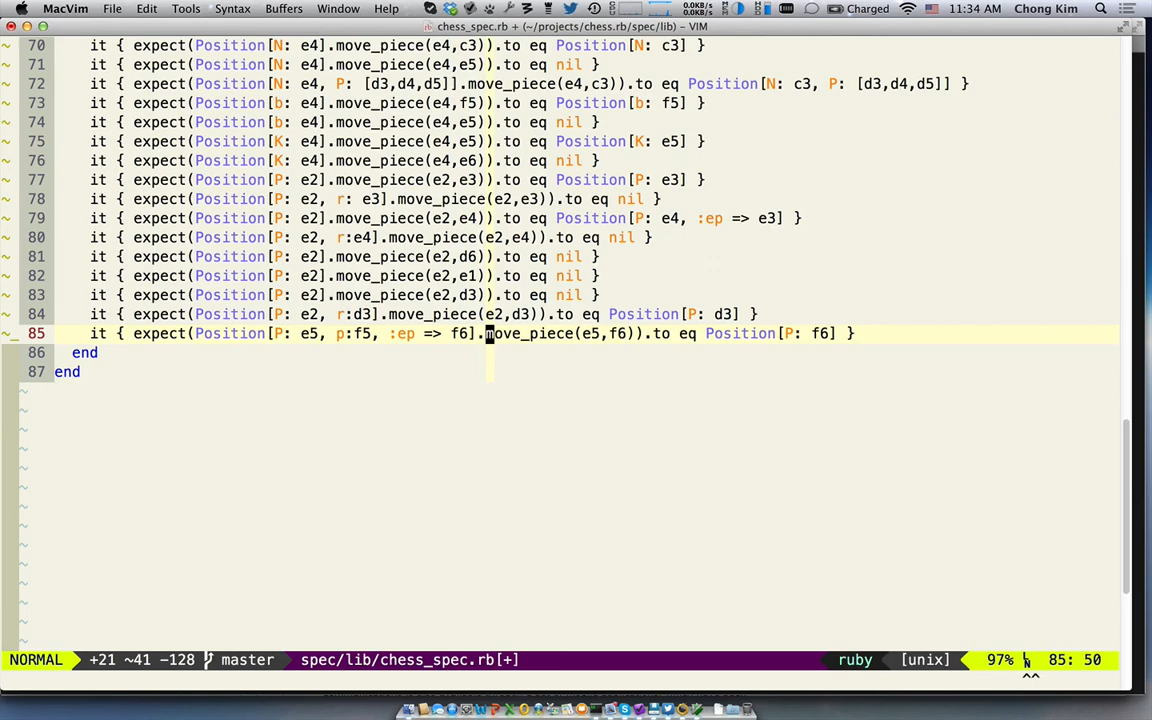 MacVim File Edit Tools Syntax Buffers Window Help 0.0KB/s 0.0KB/s Charged 11:34 AM Chong Kim
chess_spec.rb + (~/projects/chess.rb/spec/lib) – VIM
~ 70 it { expect(Position[N: e4].move_piece(e4,c3)).to eq Position[N: c3] }
~ 71 it { expect(Position[N: e4].move_piece(e4,e5)).to eq nil }
~ 72 it { expect(Position[N: e4, P: [d3,d4,d5]].move_piece(e4,c3)).to eq Position[N: c3, P: [d3,d4,d5]] }
~ 73 it { expect(Position[b: e4].move_piece(e4,f5)).to eq Position[b: f5] }
~ 74 it { expect(Position[b: e4].move_piece(e4,e5)).to eq nil }
~ 75 it { expect(Position[K: e4].move_piece(e4,e5)).to eq Position[K: e5] }
~ 76 it { expect(Position[K: e4].move_piece(e4,e6)).to eq nil }
~ 77 it { expect(Position[P: e2].move_piece(e2,e3)).to eq Position[P: e3] }
~ 78 it { expect(Position[P: e2, r: e3].move_piece(e2,e3)).to eq nil }
~ 79 it { expect(Position[P: e2].move_piece(e2,e4)).to eq Position[P: e4, :ep => e3] }
~ 80 it { expect(Position[P: e2, r:e4].move_piece(e2,e4)).to eq nil }
~ 81 it { expect(Position[P: e2].move_piece(e2,d6)).to eq nil }
~ 82 it { expect(Position[P: e2].move_piece(e2,e1)).to eq nil }
~ 83 it { expect(Position[P: e2].move_piece(e2,d3)).to eq nil }
~ 84 it { expect(Position[P: e2, r:d3].move_piece(e2,d3)).to eq Position[P: d3] }
~_ 85 it { expect(Position[P: e5, p:f5, :ep => f6].move_piece(e5,f6)).to eq Position[P: f6] }
86 end
87 end
~
~
~
~
~
~
~
~
~
~
~
~
~
~
NORMAL +21 ~41 -128 master spec/lib/chess_spec.rb[+] ruby [unix] 97% LN 85: 50
^^